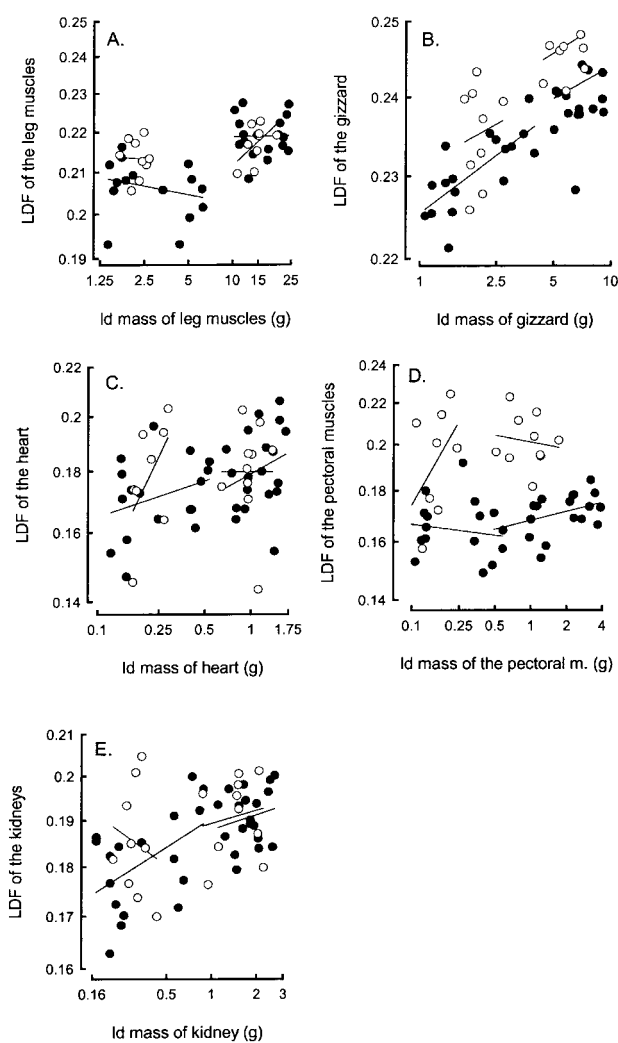 A.
LDF of the leg muscles
0.25
0.23
0.22
0.21
0.2
0.19
1.25 2.5 5 10 15 25
ld mass of leg muscles (g)
B.
LDF of the gizzard
0.25
0.24
0.23
0.22
1 2.5 5 10
ld mass of gizzard (g)
C.
LDF of the heart
0.22
0.2
0.18
0.16
0.14
0.1 0.25 0.5 1 1.75
ld mass of heart (g)
D.
LDF of the pectoral muscles
0.24
0.22
0.2
0.18
0.16
0.14
0.1 0.25 0.5 1 2 4
ld mass of the pectoral m. (g)
E.
LDF of the kidneys
0.21
0.2
0.19
0.18
0.17
0.16
0.16 0.5 1 2 3
ld mass of kidney (g)